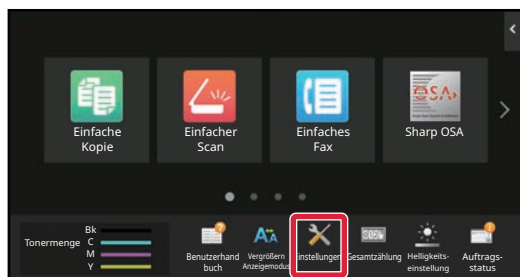 Einfache
Kopie
Einfacher
Scan
Einfaches
Fax
OSA
Sharp OSA
Tonermenge
Bk
C
M
Y
Benutzerhand
buch
Vergrößern
Anzeigemodus
Einstellungen
Gesamtzählung
Helligkeits-
einstellung
Auftrags-
status